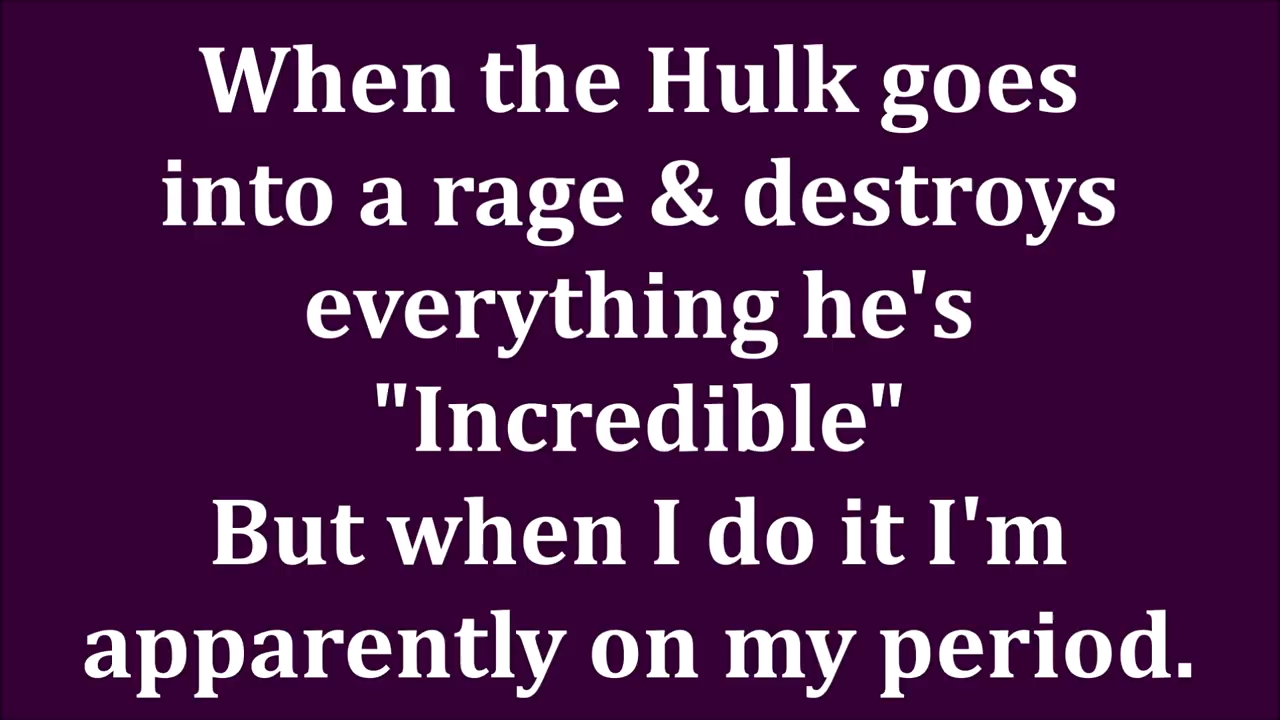 When the Hulk goes
into a rage & destroys
everything he's
"Incredible"
But when I do it I'm
apparently on my period.